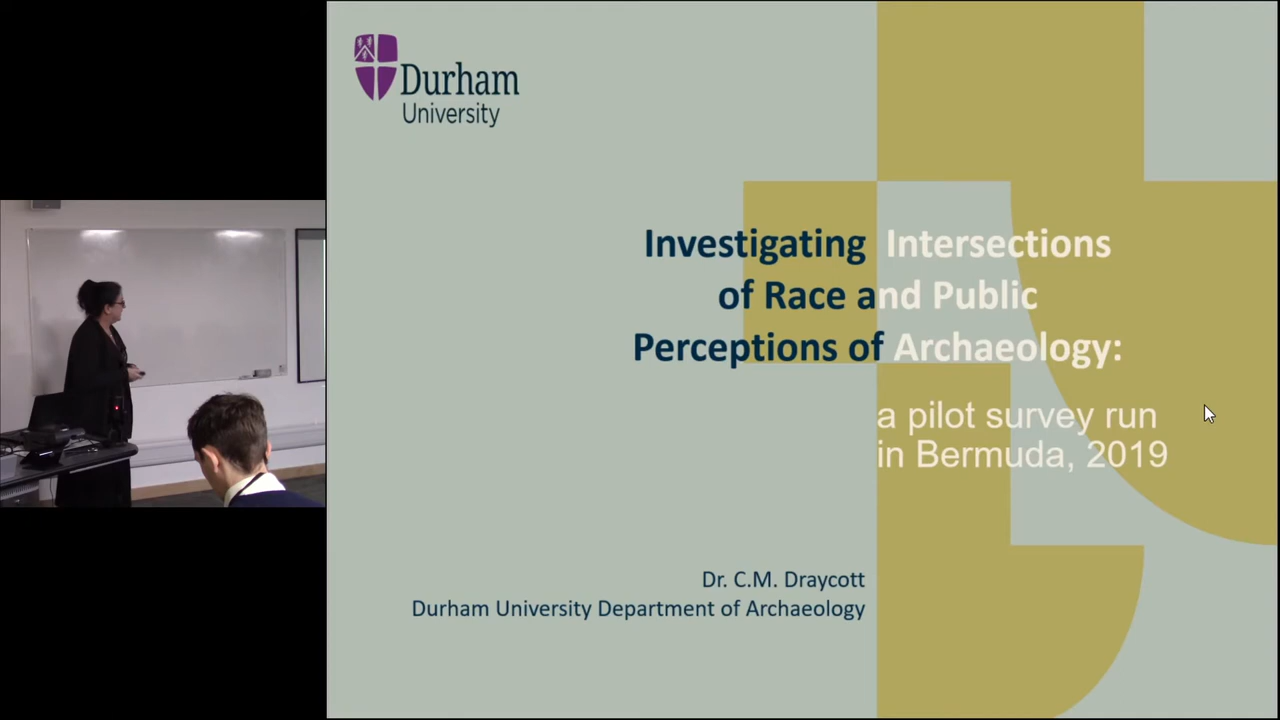 Durham
University
Investigating Intersections
of Race and Public
Perceptions of Archaeology:
a pilot survey run
in Bermuda, 2019
Dr. C.M. Draycott
Durham University Department of Archaeology